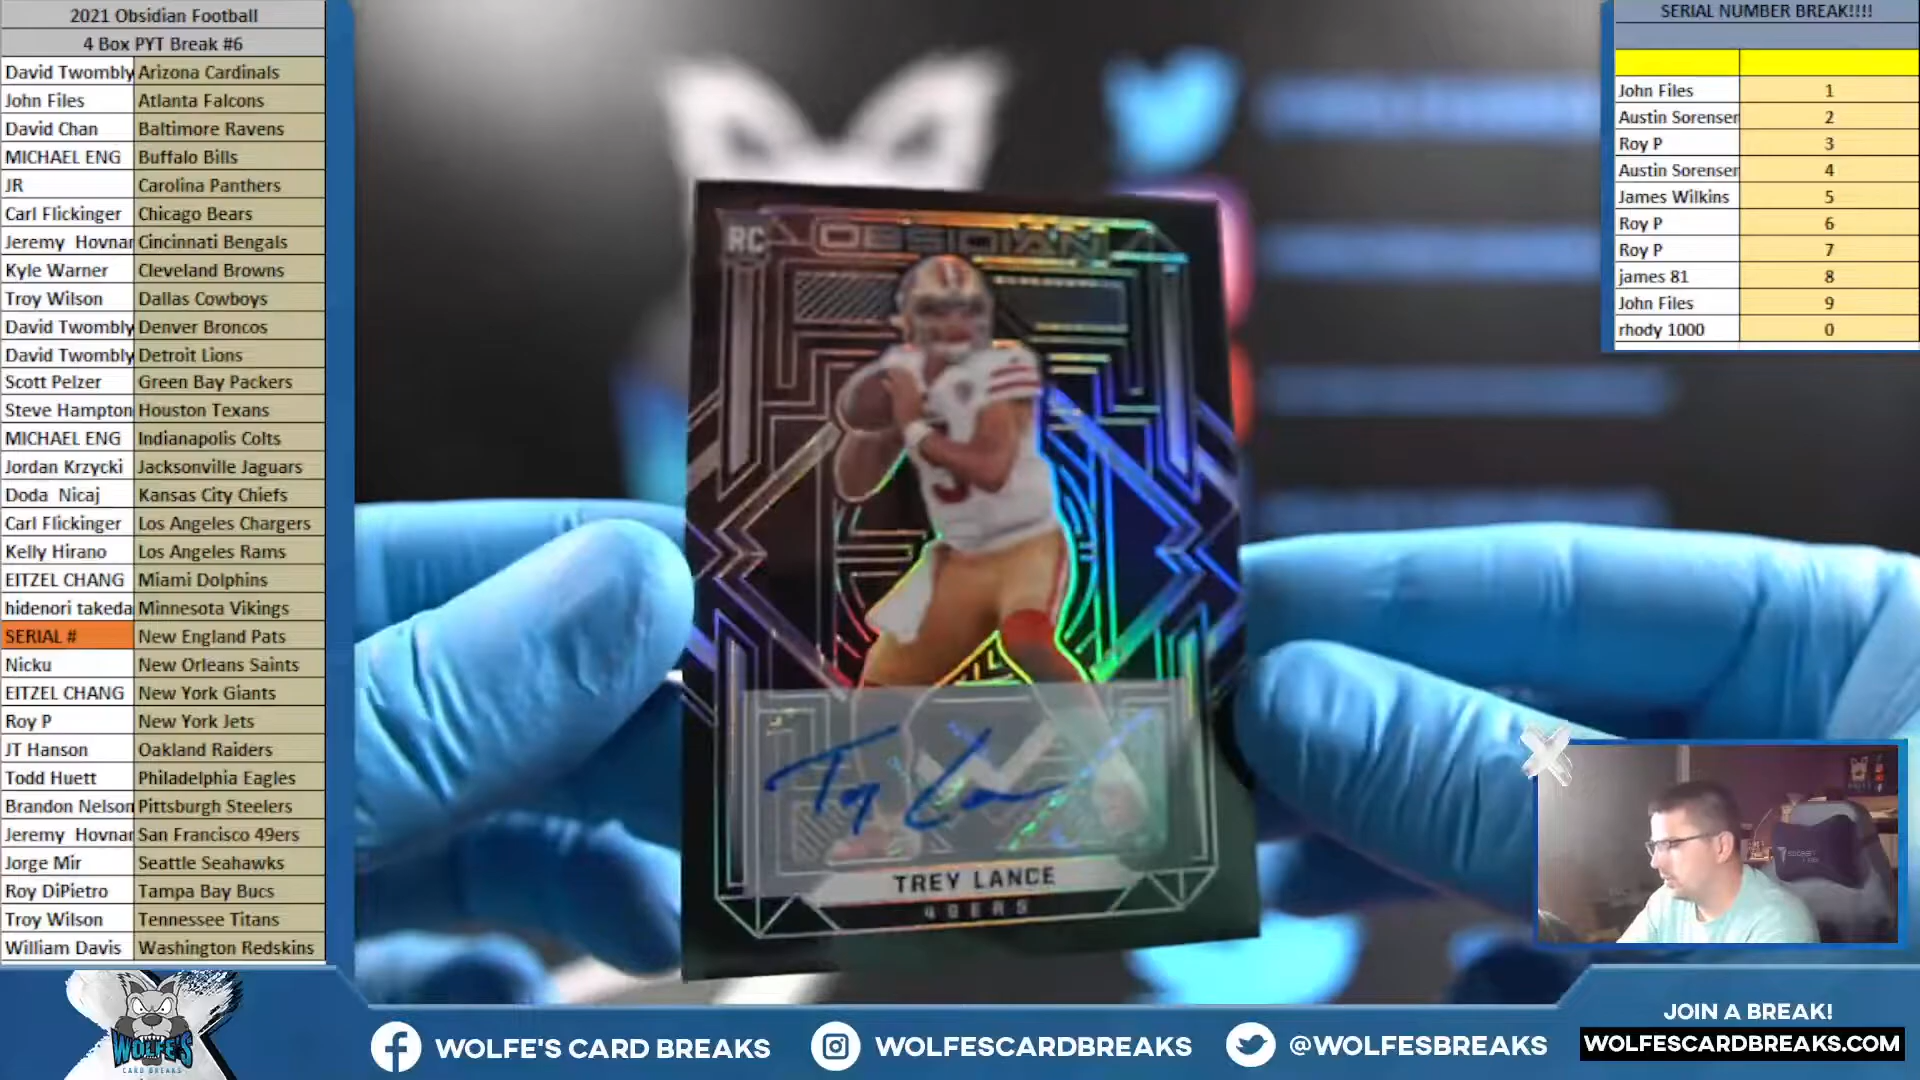 2021 Obsidian Football
4 Box PYT Break #6
David Twombly Arizona Cardinals
John Files Atlanta Falcons
David Chan Baltimore Ravens
MICHAEL ENG Buffalo Bills
JR Carolina Panthers
Carl Flickinger Chicago Bears
Jeremy Hovnar Cincinnati Bengals
Kyle Warner Cleveland Browns
Troy Wilson Dallas Cowboys
David Twombly Denver Broncos
David Twombly Detroit Lions
Scott Pelzer Green Bay Packers
Steve Hampton Houston Texans
MICHAEL ENG Indianapolis Colts
Jordan Krzycki Jacksonville Jaguars
Doda Nicaj Kansas City Chiefs
Carl Flickinger Los Angeles Chargers
Kelly Hirano Los Angeles Rams
EITZEL CHANG Miami Dolphins
hidenori takeda Minnesota Vikings
SERIAL # New England Pats
Nicku New Orleans Saints
EITZEL CHANG New York Giants
Roy P New York Jets
JT Hanson Oakland Raiders
Todd Huett Philadelphia Eagles
Brandon Nelson Pittsburgh Steelers
Jeremy Hovnar San Francisco 49ers
Jorge Mir Seattle Seahawks
Roy DiPietro Tampa Bay Bucs
Troy Wilson Tennessee Titans
William Davis Washington Redskins
RC OBSIDIAN
TREY LANCE
49ERS
SERIAL NUMBER BREAK!!!!
John Files 1
Austin Sorensen 2
Roy P 3
Austin Sorensen 4
James Wilkins 5
Roy P 6
Roy P 7
james 81 8
John Files 9
rhody 1000 0
WOLFE'S
CARD BREAKS
WOLFE'S CARD BREAKS
WOLFESCARDBREAKS
@WOLFESBREAKS
JOIN A BREAK!
WOLFESCARDBREAKS.COM